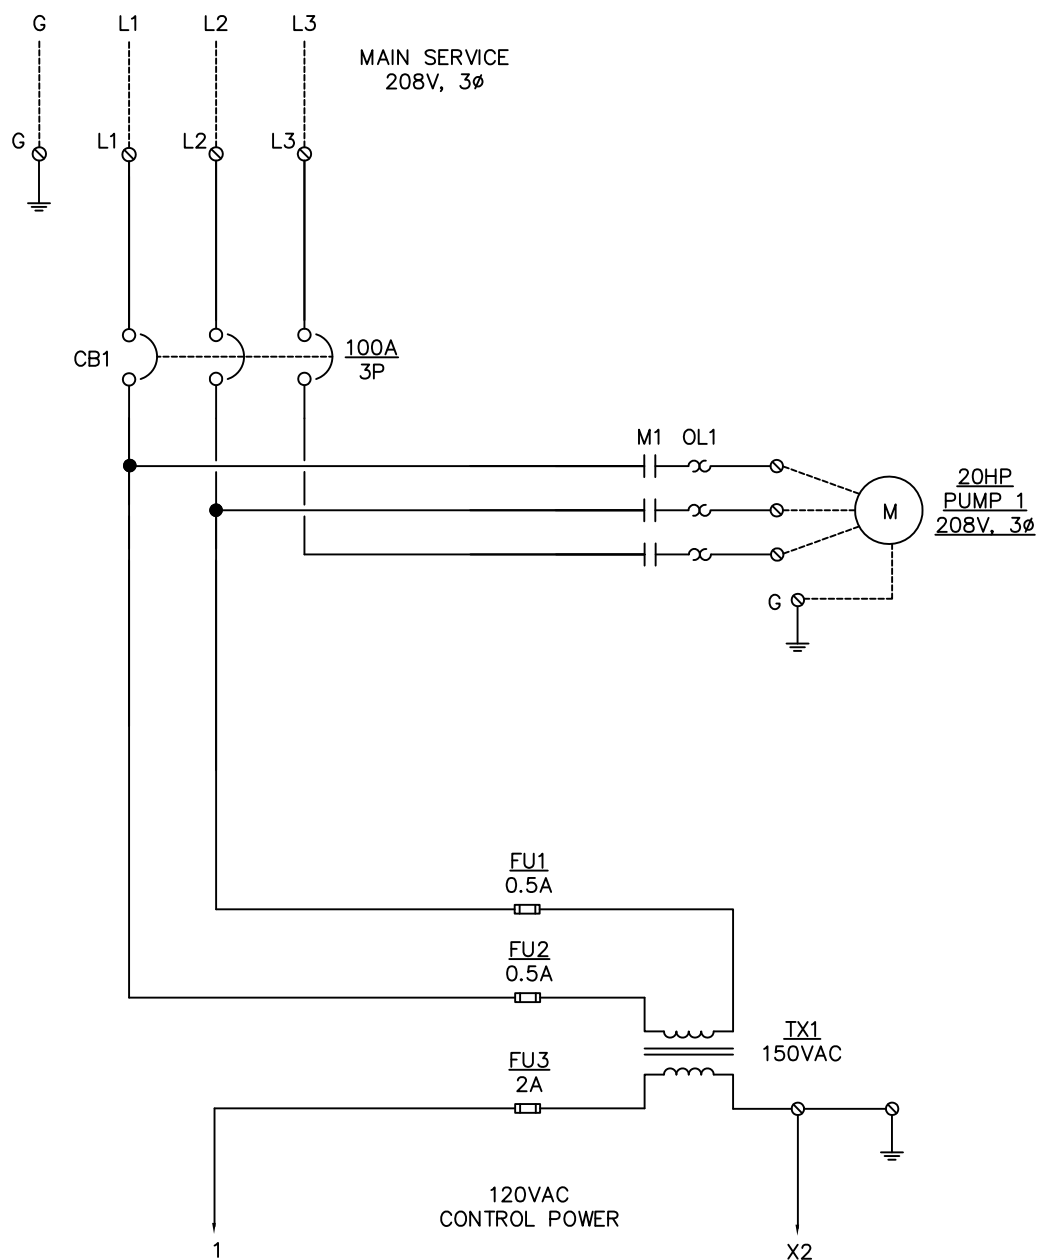 G L1 L2 L3
MAIN SERVICE
208V, 3ø
G L1 L2 L3
CB1
100A
3P
M1 OL1
20HP
PUMP 1
208V, 3ø
M
G
FU1
0.5A
FU2
0.5A
TX1
150VAC
FU3
2A
120VAC
CONTROL POWER
1
X2